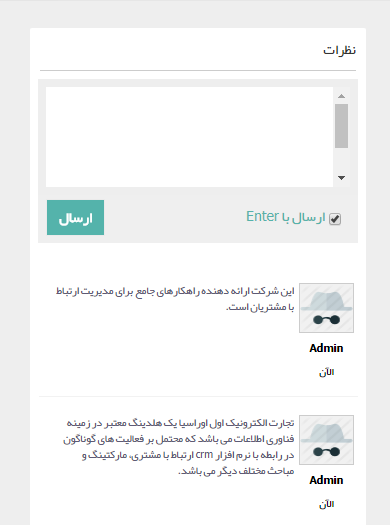 نظرات
ارسال با Enter
ارسال
این شرکت ارائه دهنده راهکارهای جامع برای مدیریت ارتباط
با مشتریان است.
Admin
الآن
تجارت الکترونیک اول اوراسیا یک هلدینگ معتبر در زمینه
فناوری اطلاعات می باشد که محتمل بر فعالیت های گوناگون
در رابطه با نرم افزار crm ارتباط با مشتری، مارکتینگ و
مباحث مختلف دیگر می باشد.
Admin
الآن